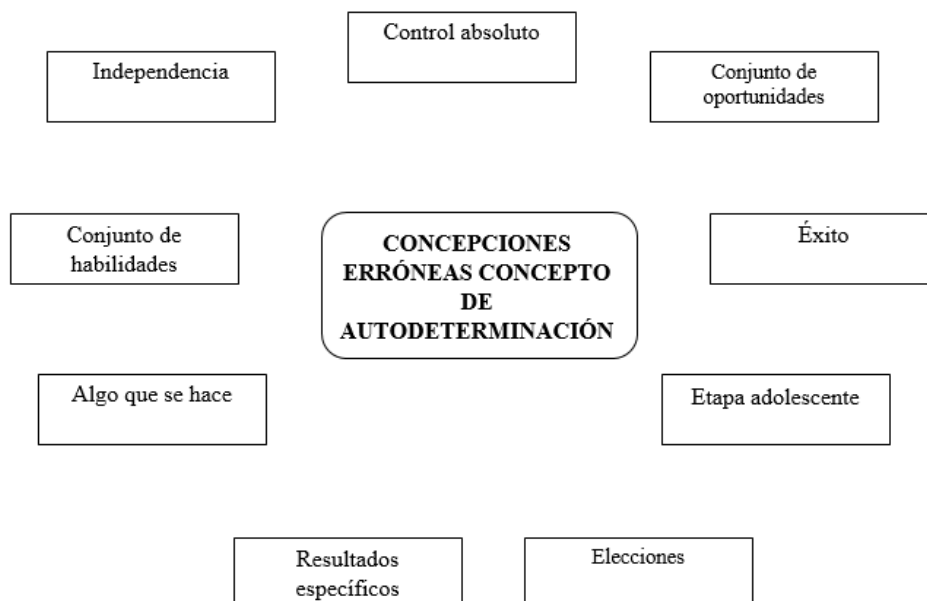 Control absoluto
Independencia
Conjunto de
oportunidades
Conjunto de
habilidades
CONCEPCIONES
ERRÓNEAS CONCEPTO
DE
AUTODETERMINACIÓN
Éxito
Algo que se hace
Etapa adolescente
Resultados
específicos
Elecciones